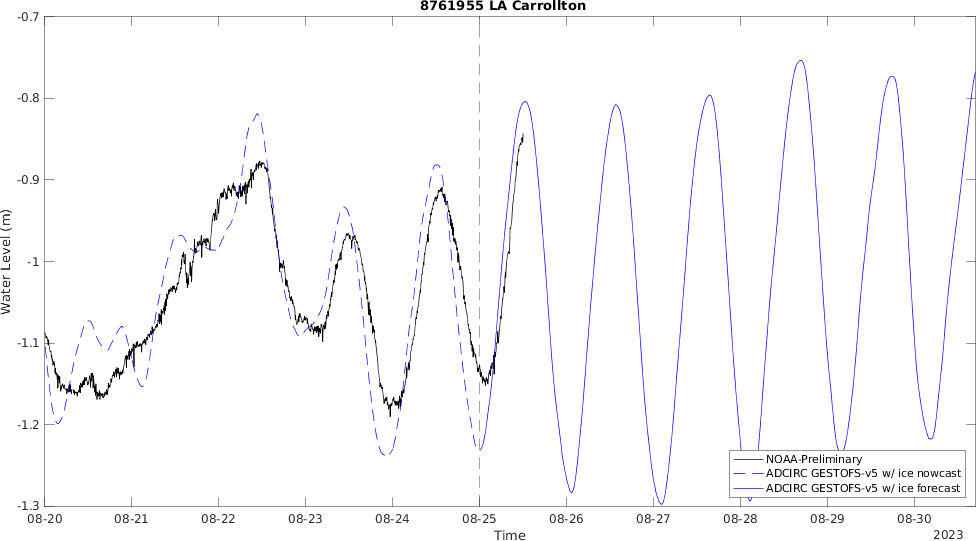 8761955 LA Carrollton
-0.7
-0.8
-0.9
-1
-1.1
-1.2
-1.3
Water Level (m)
NOAA-Preliminary
ADCIRC GESTOFS-v5 w/ ice nowcast
ADCIRC GESTOFS-v5 w/ ice forecast
08-20 08-21 08-22 08-23 08-24 08-25 08-26 08-27 08-28 08-29 08-30
Time
2023